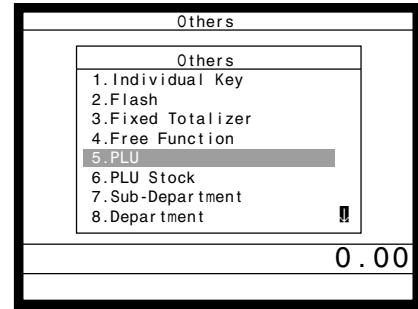 Others
Others
1.Individual Key
2.Flash
3.Fixed Totalizer
4.Free Function
5.PLU
6.PLU Stock
7.Sub-Department
8.Department
0.00